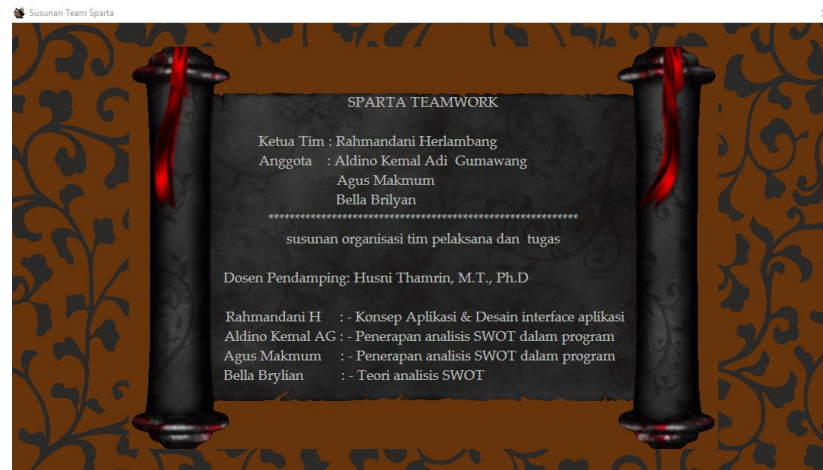 Susunan Team Sparta
SPARTA TEAMWORK
Ketua Tim : Rahmandani Herlambang
Anggota : Aldino Kemal Adi Gumawang
Agus Makmum
Bella Brilyan
************************************************************
susunan organisasi tim pelaksana dan tugas
Dosen Pendamping: Husni Thamrin, M.T., Ph.D
Rahmandani H : - Konsep Aplikasi & Desain interface aplikasi
Aldino Kemal AG : - Penerapan analisis SWOT dalam program
Agus Makmum : - Penerapan analisis SWOT dalam program
Bella Brylian : - Teori analisis SWOT